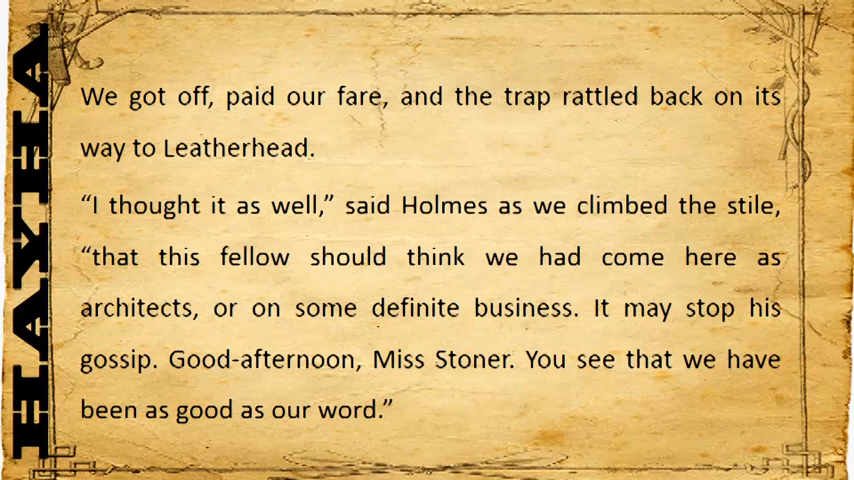 HAYHA
We got off, paid our fare, and the trap rattled back on its
way to Leatherhead.
“I thought it as well,” said Holmes as we climbed the stile,
“that this fellow should think we had come here as
architects, or on some definite business. It may stop his
gossip. Good-afternoon, Miss Stoner. You see that we have
been as good as our word.”